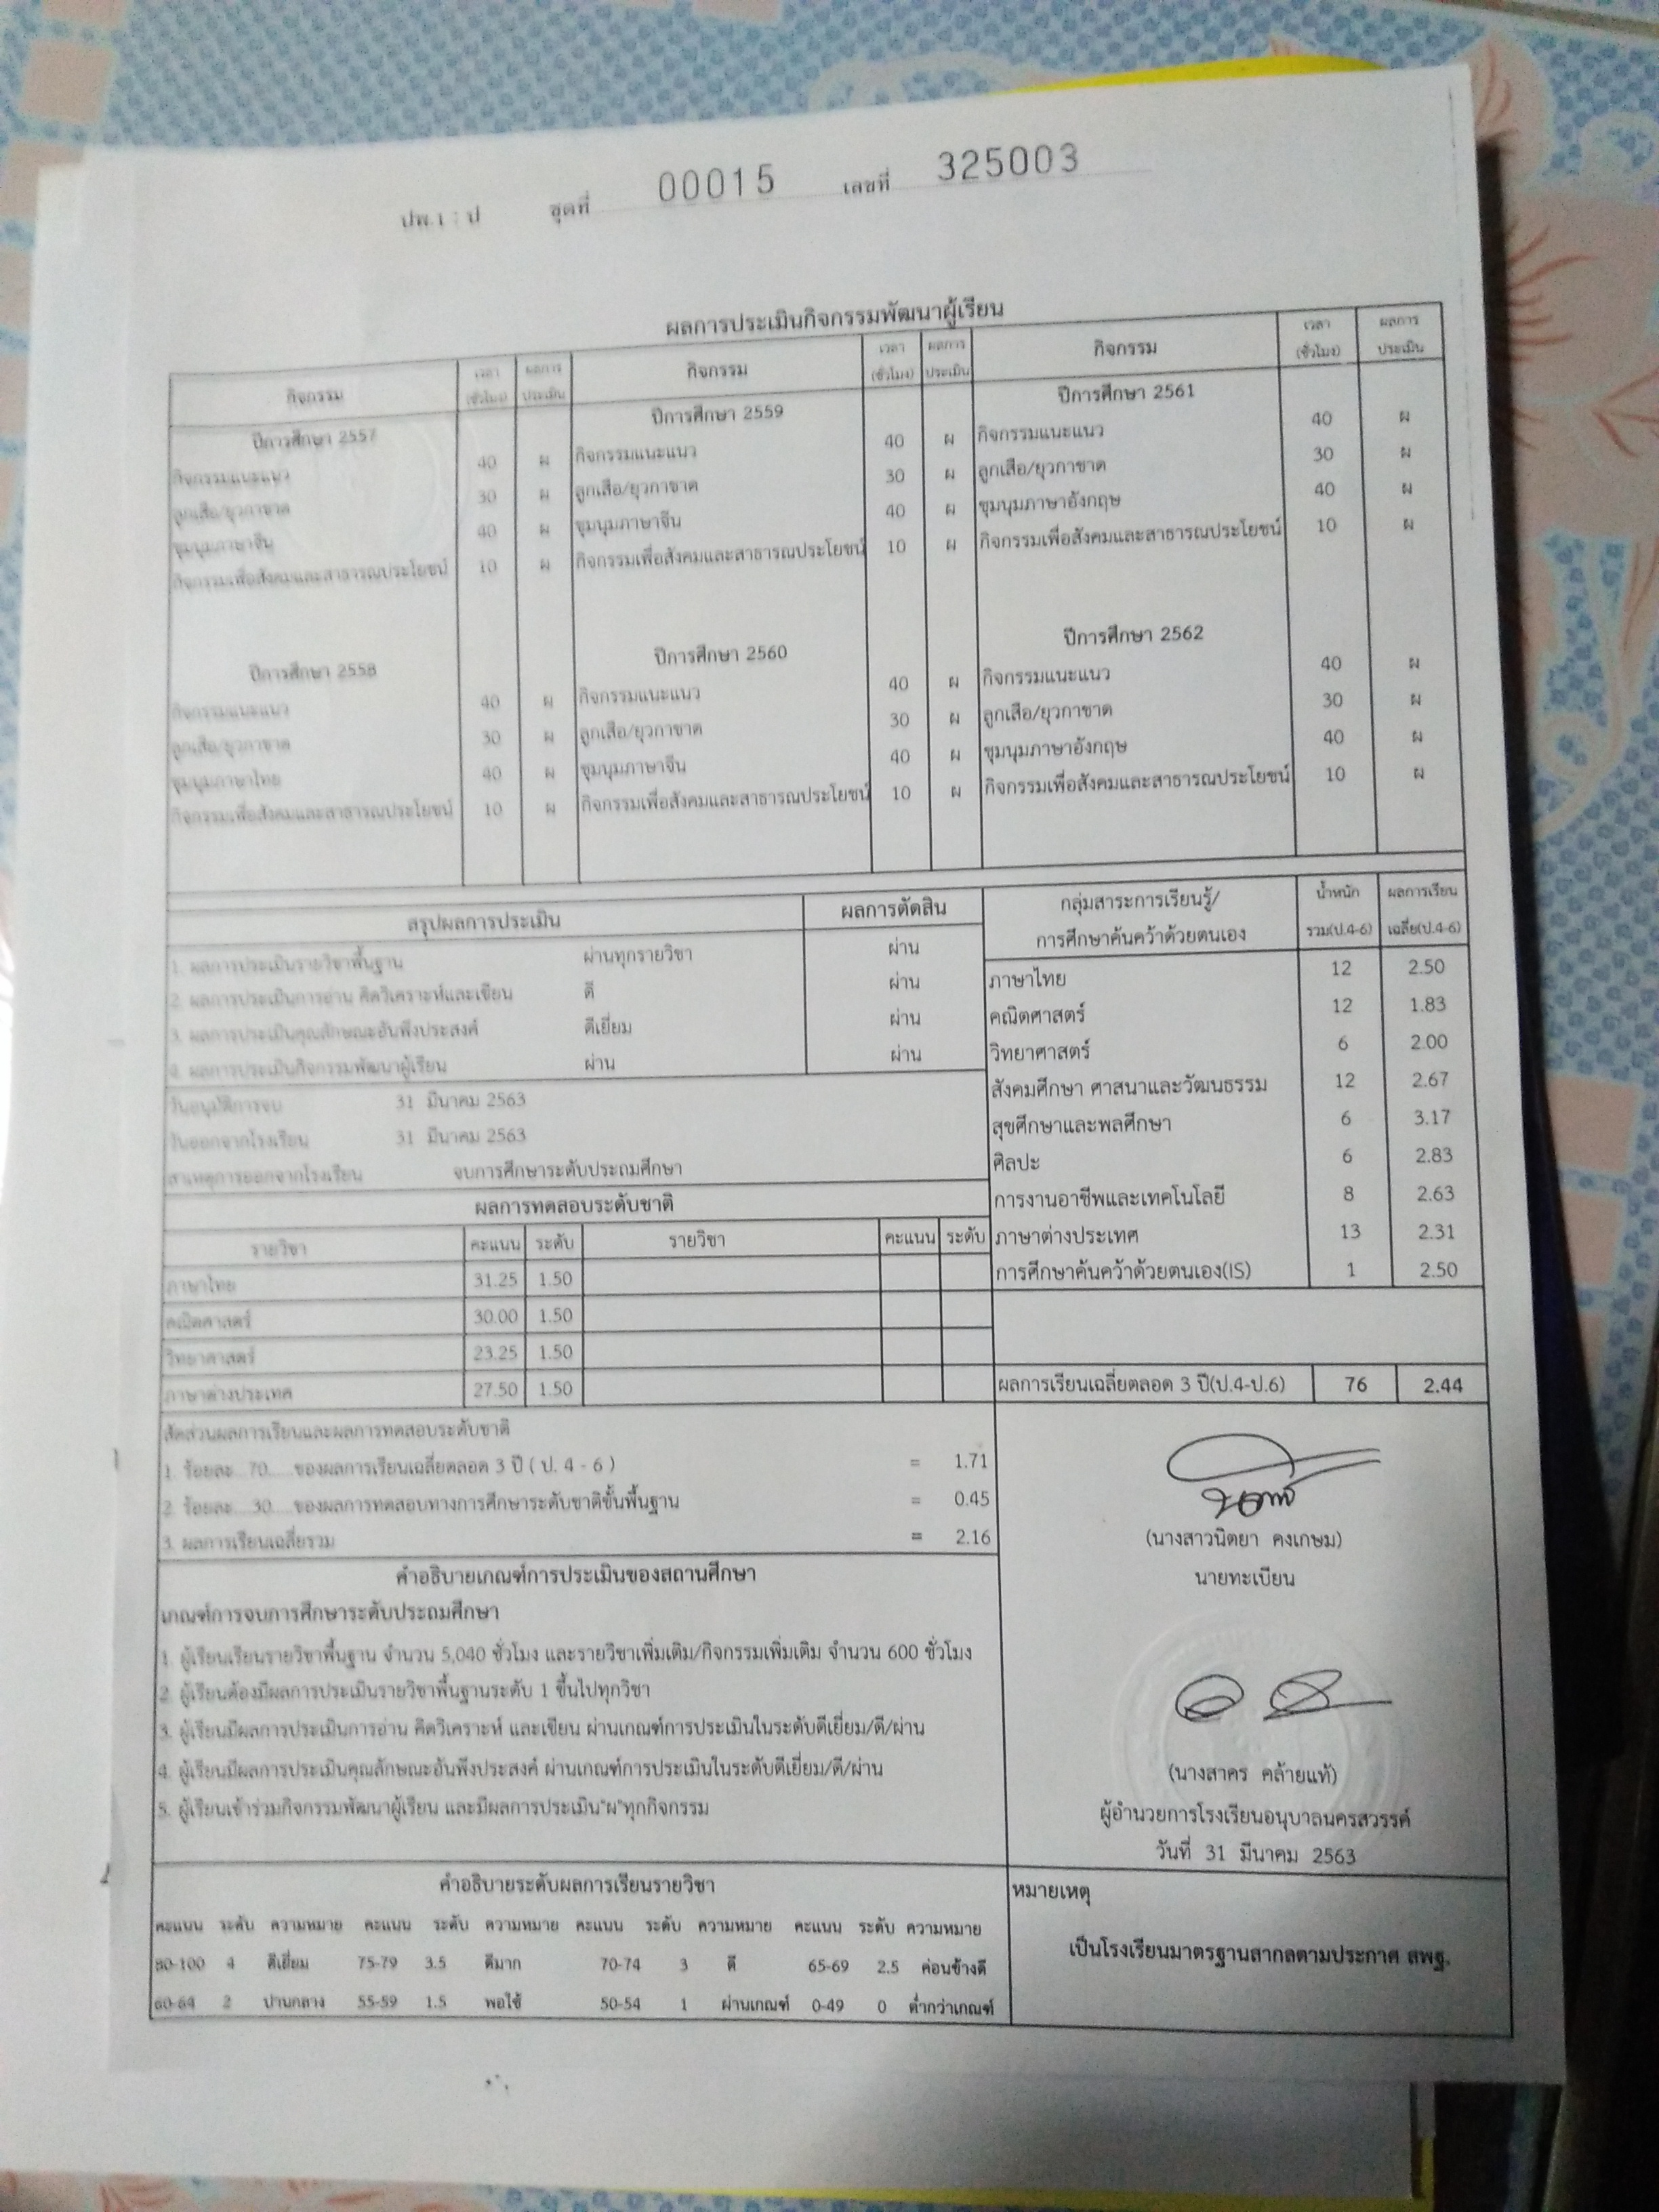 ปพ.1 : ป ชุดที่ 00015 เลขที่ 325003
ผลการประเมินกิจกรรมพัฒนาผู้เรียน
กิจกรรม เวลา (ชั่วโมง) ผลการประเมิน กิจกรรม เวลา (ชั่วโมง) ผลการประเมิน กิจกรรม เวลา (ชั่วโมง) ผลการประเมิน
ปีการศึกษา 2557 ปีการศึกษา 2559 ปีการศึกษา 2561
กิจกรรมแนะแนว 40 ผ กิจกรรมแนะแนว 40 ผ กิจกรรมแนะแนว 40 ผ
ลูกเสือ/ยุวกาชาด 30 ผ ลูกเสือ/ยุวกาชาด 30 ผ ลูกเสือ/ยุวกาชาด 30 ผ
ชุมนุมภาษาจีน 40 ผ ชุมนุมภาษาจีน 40 ผ ชุมนุมภาษาอังกฤษ 40 ผ
กิจกรรมเพื่อสังคมและสาธารณประโยชน์ 10 ผ กิจกรรมเพื่อสังคมและสาธารณประโยชน์ 10 ผ กิจกรรมเพื่อสังคมและสาธารณประโยชน์ 10 ผ
ปีการศึกษา 2558 ปีการศึกษา 2560 ปีการศึกษา 2562
กิจกรรมแนะแนว 40 ผ กิจกรรมแนะแนว 40 ผ กิจกรรมแนะแนว 40 ผ
ลูกเสือ/ยุวกาชาด 30 ผ ลูกเสือ/ยุวกาชาด 30 ผ ลูกเสือ/ยุวกาชาด 30 ผ
ชุมนุมภาษาไทย 40 ผ ชุมนุมภาษาจีน 40 ผ ชุมนุมภาษาอังกฤษ 40 ผ
กิจกรรมเพื่อสังคมและสาธารณประโยชน์ 10 ผ กิจกรรมเพื่อสังคมและสาธารณประโยชน์ 10 ผ กิจกรรมเพื่อสังคมและสาธารณประโยชน์ 10 ผ
สรุปผลการประเมิน ผลการตัดสิน
1. ผลการประเมินรายวิชาพื้นฐาน ผ่านทุกรายวิชา ผ่าน
2. ผลการประเมินการอ่าน คิดวิเคราะห์และเขียน ดี ผ่าน
3. ผลการประเมินคุณลักษณะอันพึงประสงค์ ดีเยี่ยม ผ่าน
4. ผลการประเมินกิจกรรมพัฒนาผู้เรียน ผ่าน ผ่าน
วันอนุมัติการจบ 31 มีนาคม 2563
วันออกจากโรงเรียน 31 มีนาคม 2563
สาเหตุการออกจากโรงเรียน จบการศึกษาระดับประถมศึกษา
ผลการทดสอบระดับชาติ
รายวิชา คะแนน ระดับ รายวิชา คะแนน ระดับ
ภาษาไทย 31.25 1.50
คณิตศาสตร์ 30.00 1.50
วิทยาศาสตร์ 23.25 1.50
ภาษาต่างประเทศ 27.50 1.50
กลุ่มสาระการเรียนรู้/ น้ำหนัก ผลการเรียน
การศึกษาค้นคว้าด้วยตนเอง รวม(ป.4-6) เฉลี่ย(ป.4-6)
ภาษาไทย 12 2.50
คณิตศาสตร์ 12 1.83
วิทยาศาสตร์ 6 2.00
สังคมศึกษา ศาสนาและวัฒนธรรม 12 2.67
สุขศึกษาและพลศึกษา 6 3.17
ศิลปะ 6 2.83
การงานอาชีพและเทคโนโลยี 8 2.63
ภาษาต่างประเทศ 13 2.31
การศึกษาค้นคว้าด้วยตนเอง(IS) 1 2.50
ผลการเรียนเฉลี่ยตลอด 3 ปี(ป.4-ป.6) 76 2.44
สัดส่วนผลการเรียนและผลการทดสอบระดับชาติ
1. ร้อยละ...70......ของผลการเรียนเฉลี่ยตลอด 3 ปี ( ป. 4 - 6 ) = 1.71
2. ร้อยละ....30.....ของผลการทดสอบทางการศึกษาระดับชาติขั้นพื้นฐาน = 0.45
3. ผลการเรียนเฉลี่ยรวม = 2.16
คำอธิบายเกณฑ์การประเมินของสถานศึกษา
เกณฑ์การจบการศึกษาระดับประถมศึกษา
1. ผู้เรียนเรียนรายวิชาพื้นฐาน จำนวน 5,040 ชั่วโมง และรายวิชาเพิ่มเติม/กิจกรรมเพิ่มเติม จำนวน 600 ชั่วโมง
2. ผู้เรียนต้องมีผลการประเมินรายวิชาพื้นฐานระดับ 1 ขึ้นไปทุกวิชา
3. ผู้เรียนมีผลการประเมินการอ่าน คิดวิเคราะห์ และเขียน ผ่านเกณฑ์การประเมินในระดับดีเยี่ยม/ดี/ผ่าน
4. ผู้เรียนมีผลการประเมินคุณลักษณะอันพึงประสงค์ ผ่านเกณฑ์การประเมินในระดับดีเยี่ยม/ดี/ผ่าน
5. ผู้เรียนเข้าร่วมกิจกรรมพัฒนาผู้เรียน และมีผลการประเมิน"ผ"ทุกกิจกรรม
(นางสาวนิตยา คงเกษม)
นายทะเบียน
(นางสาคร คล้ายแท้)
ผู้อำนวยการโรงเรียนอนุบาลนครสวรรค์
วันที่ 31 มีนาคม 2563
คำอธิบายระดับผลการเรียนรายวิชา
คะแนน ระดับ ความหมาย คะแนน ระดับ ความหมาย คะแนน ระดับ ความหมาย คะแนน ระดับ ความหมาย
80-100 4 ดีเยี่ยม 75-79 3.5 ดีมาก 70-74 3 ดี 65-69 2.5 ค่อนข้างดี
60-64 2 ปานกลาง 55-59 1.5 พอใช้ 50-54 1 ผ่านเกณฑ์ 0-49 0 ต่ำกว่าเกณฑ์
หมายเหตุ
เป็นโรงเรียนมาตรฐานสากลตามประกาศ สพฐ.